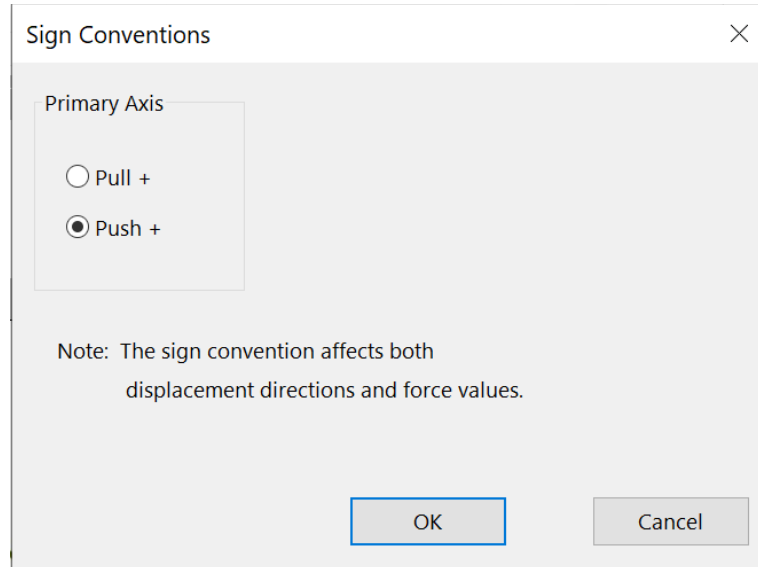 Sign Conventions
Primary Axis
Pull +
Push +
Note: The sign convention affects both
displacement directions and force values.
OK
Cancel